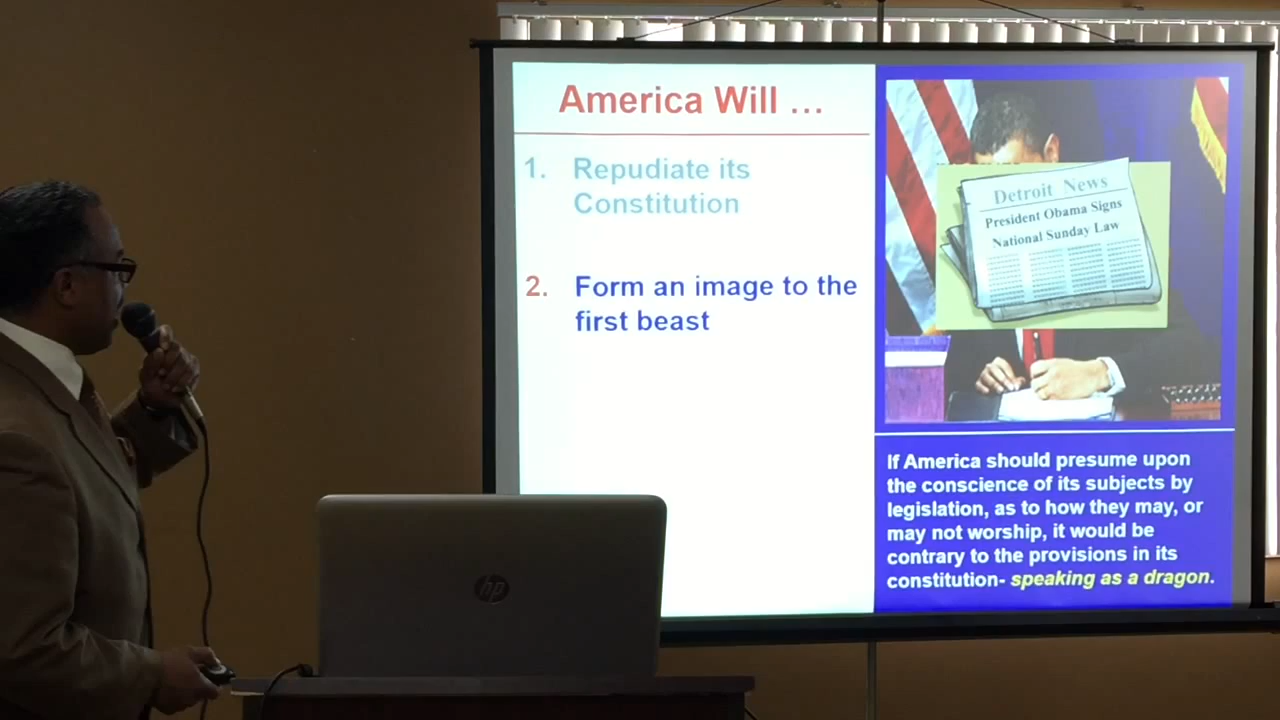 America Will ...
1. Repudiate its
Constitution
2. Form an image to the
first beast
Detroit News
President Obama Signs
National Sunday Law
If America should presume upon
the conscience of its subjects by
legislation, as to how they may, or
may not worship, it would be
contrary to the provisions in its
constitution- speaking as a dragon.
hp